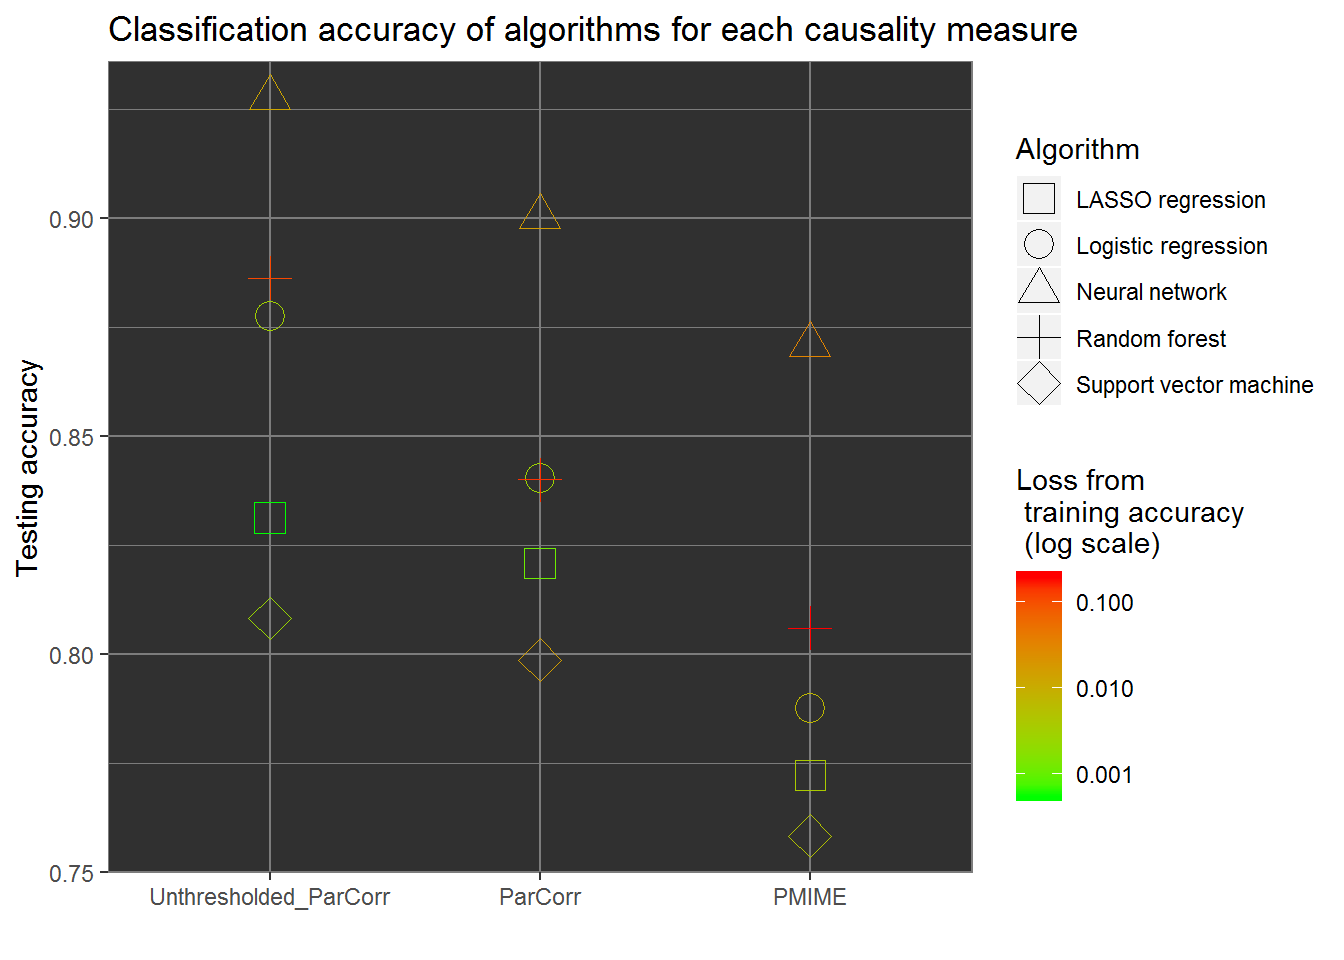 Classification accuracy of algorithms for each causality measure
Testing accuracy
0.90
0.85
0.80
0.75
Unthresholded_ParCorr
ParCorr
PMIME
Algorithm
LASSO regression
Logistic regression
Neural network
Random forest
Support vector machine
Loss from
training accuracy
(log scale)
0.100
0.010
0.001